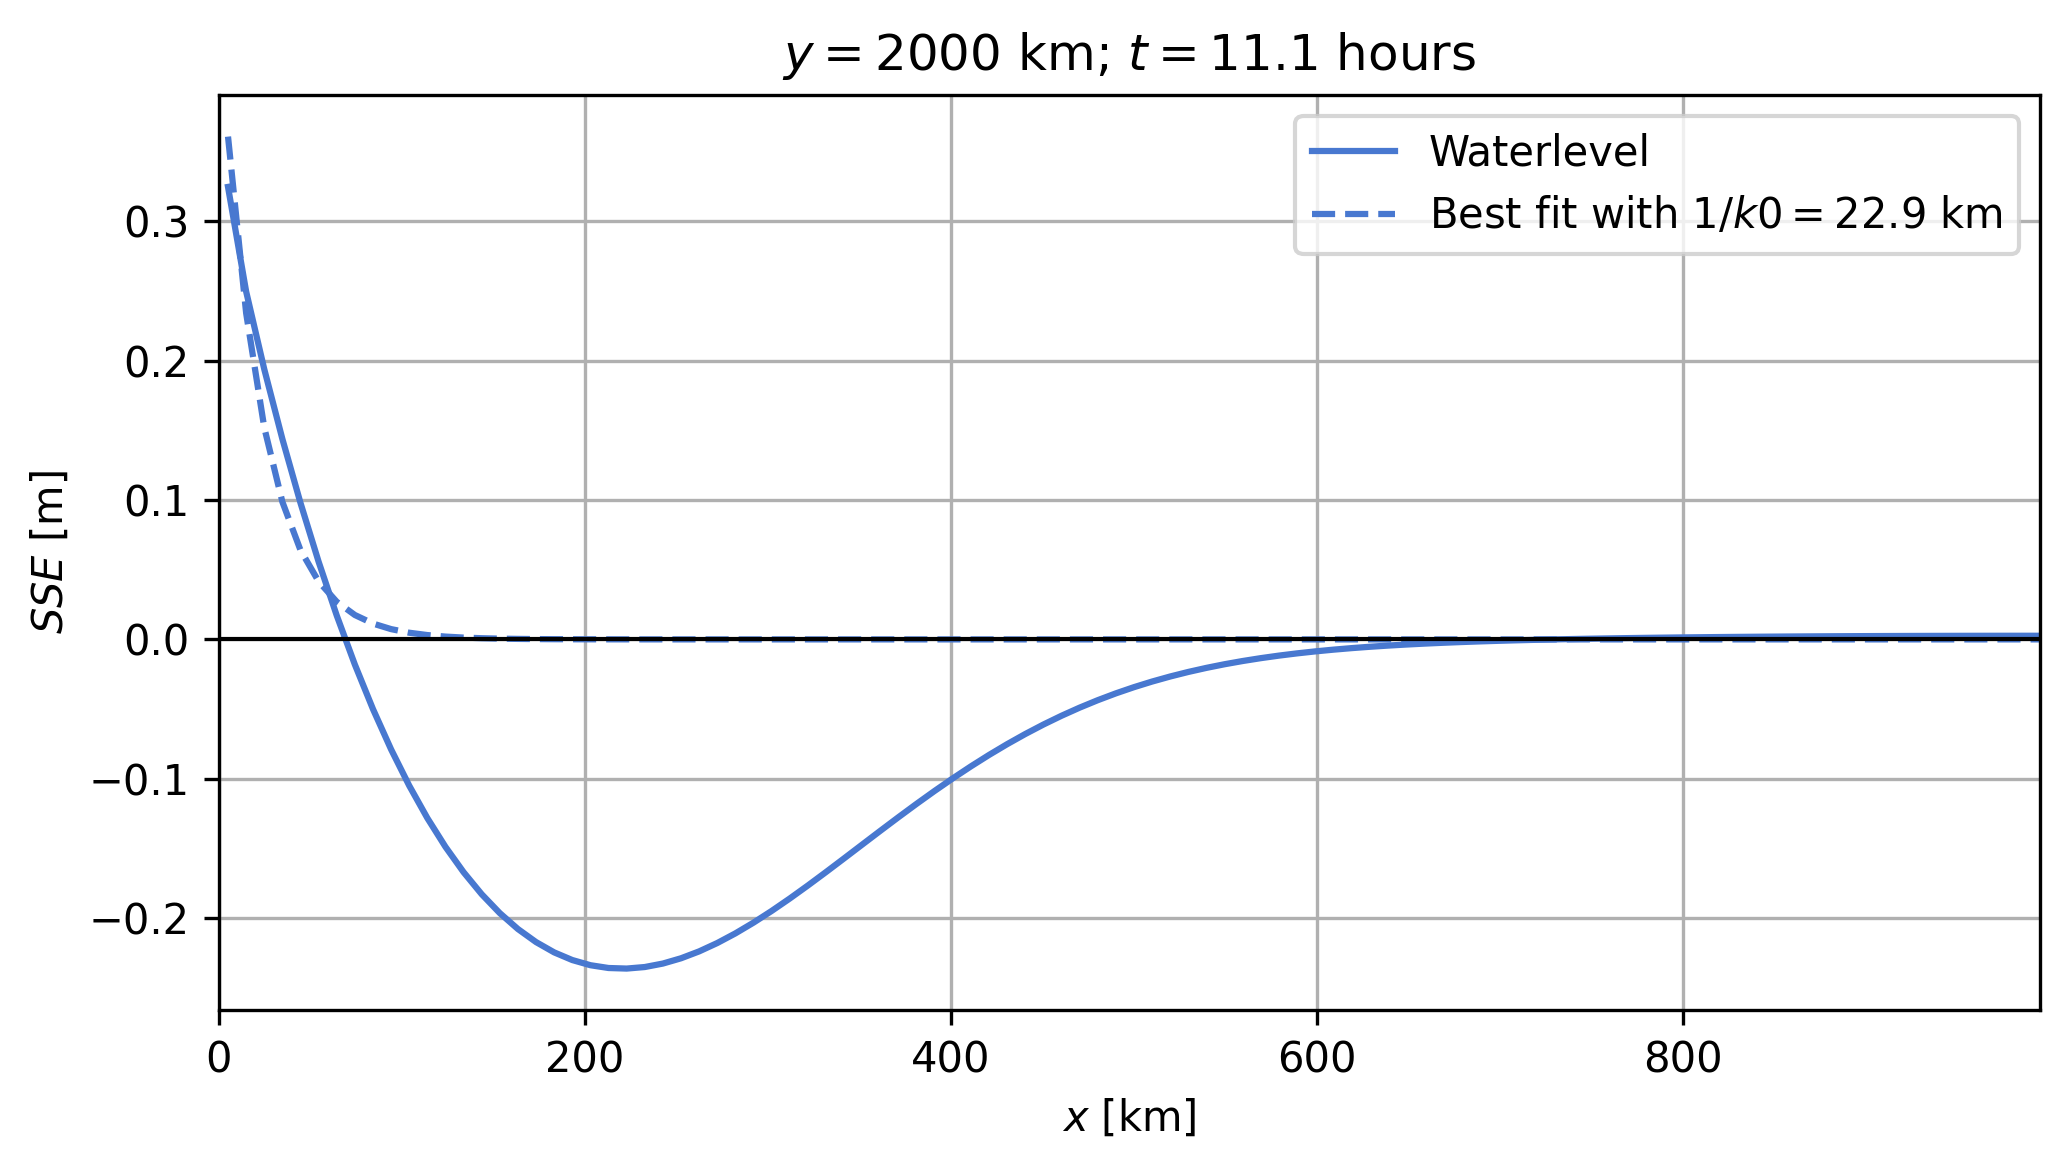 y = 2000 km; t = 11.1 hours
Waterlevel
Best fit with 1/k0 = 22.9 km
SSE [m]
0.3
0.2
0.1
0.0
−0.1
−0.2
0 200 400 600 800
x [km]